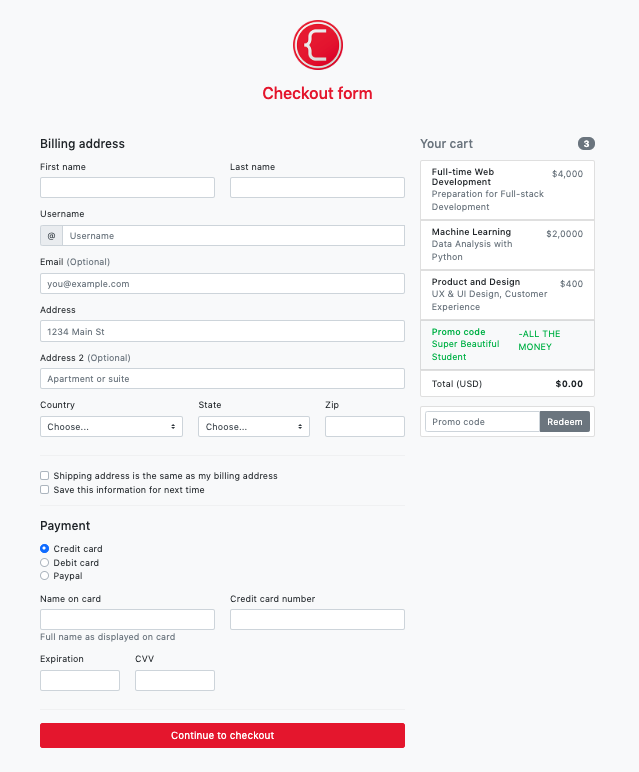 Checkout form
Billing address
First name Last name
Username
@ Username
Email (Optional)
you@example.com
Address
1234 Main St
Address 2 (Optional)
Apartment or suite
Country State Zip
Choose... Choose...
Shipping address is the same as my billing address
Save this information for next time
Payment
Credit card
Debit card
Paypal
Name on card Credit card number
Full name as displayed on card
Expiration CVV
Continue to checkout
Your cart 3
Full-time Web $4,000
Development
Preparation for Full-stack
Development
Machine Learning $2,0000
Data Analysis with
Python
Product and Design $400
UX & UI Design, Customer
Experience
Promo code -ALL THE
Super Beautiful MONEY
Student
Total (USD) $0.00
Promo code Redeem